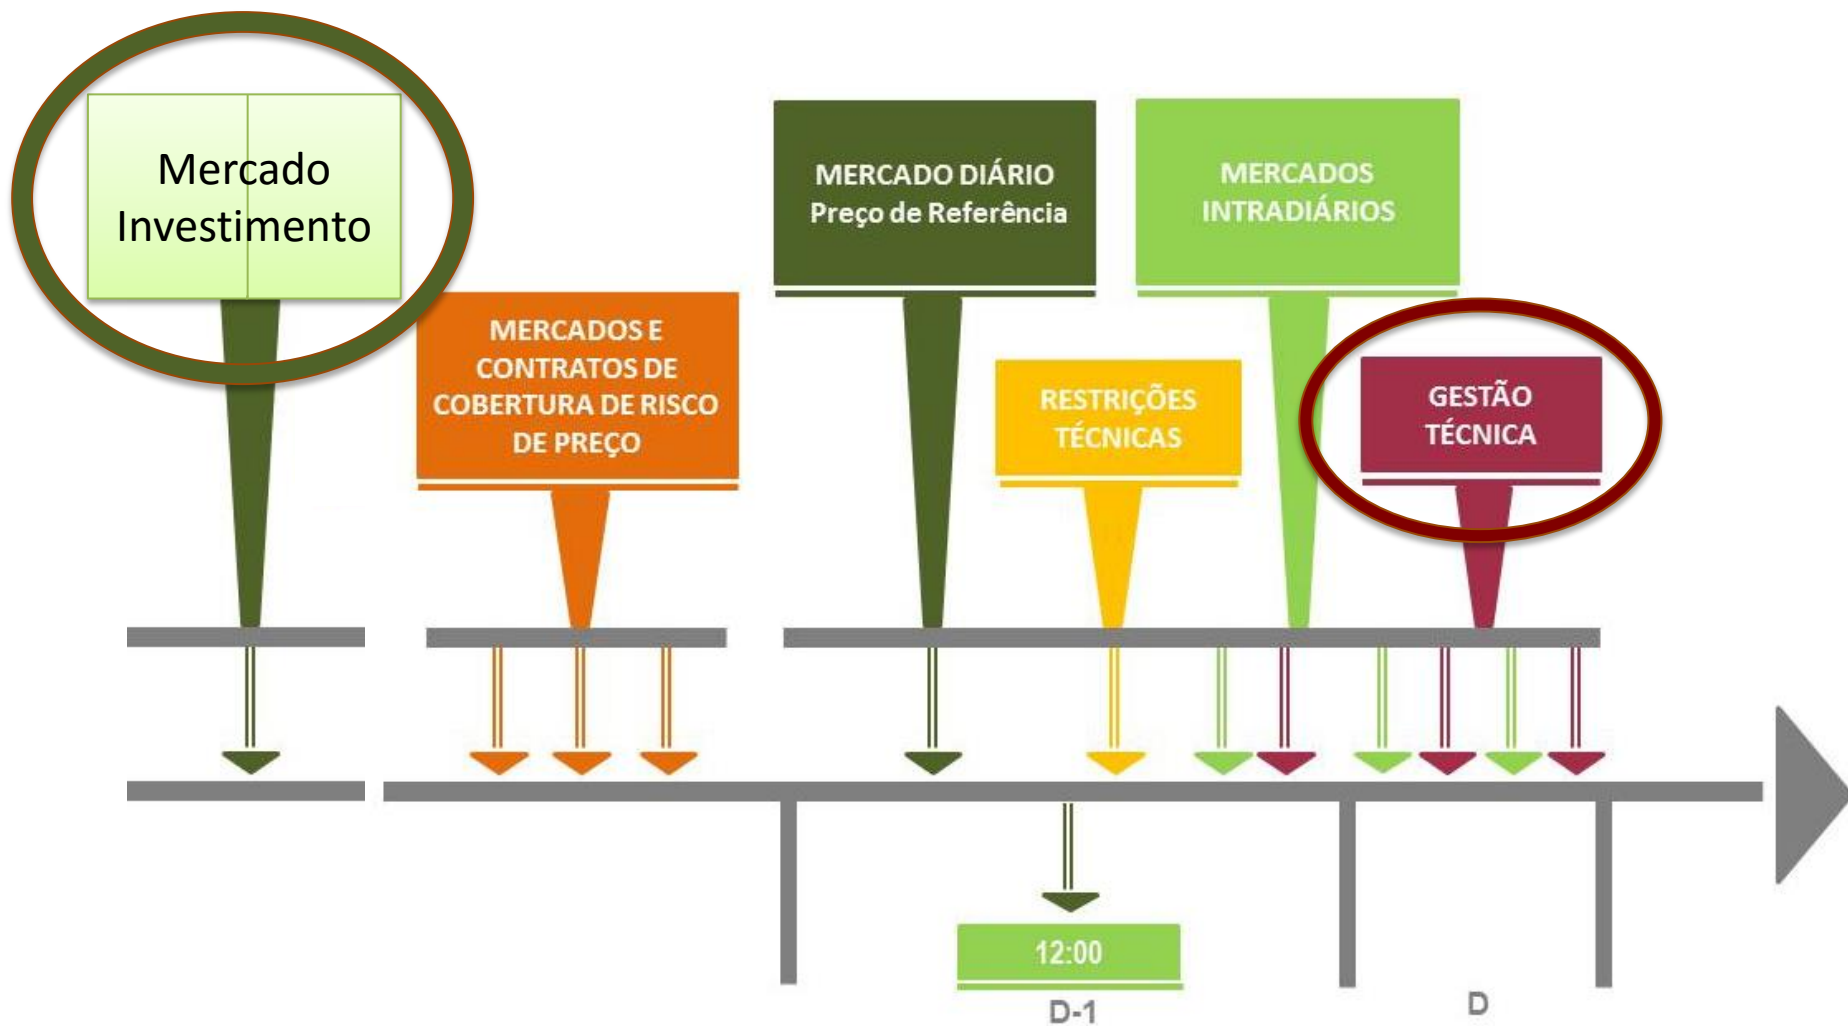 Mercado
Investimento
MERCADOS E
CONTRATOS DE
COBERTURA DE RISCO
DE PREÇO
MERCADO DIÁRIO
Preço de Referência
RESTRIÇÕES
TÉCNICAS
MERCADOS
INTRADIÁRIOS
GESTÃO
TÉCNICA
12:00
D-1
D